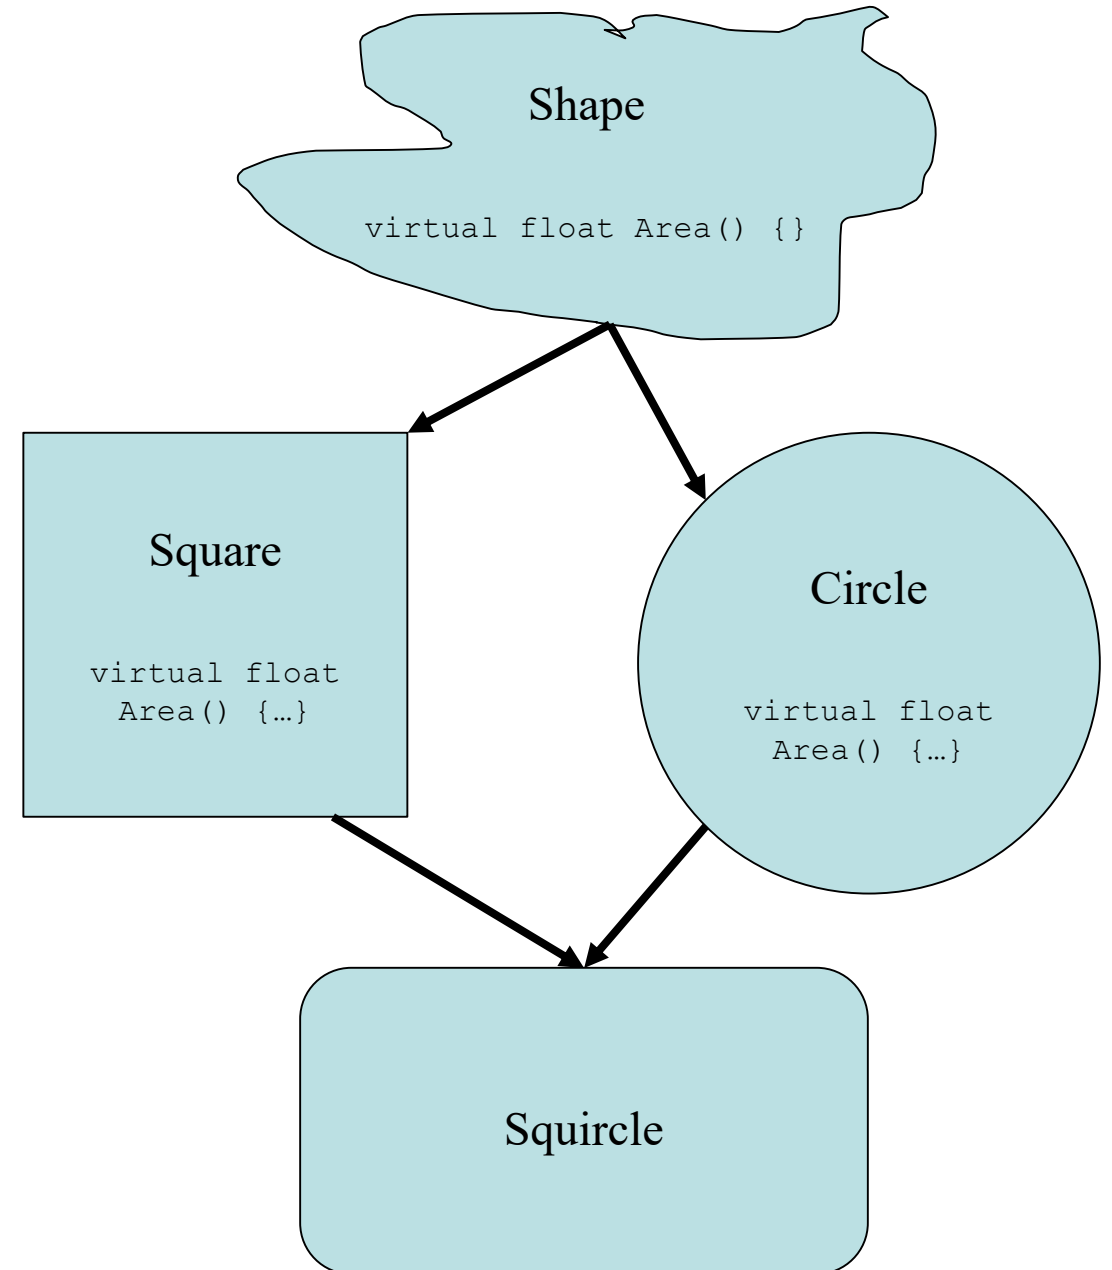 Shape
virtual float Area() {}
Square
virtual float
Area() {…}
Circle
virtual float
Area() {…}
Squircle